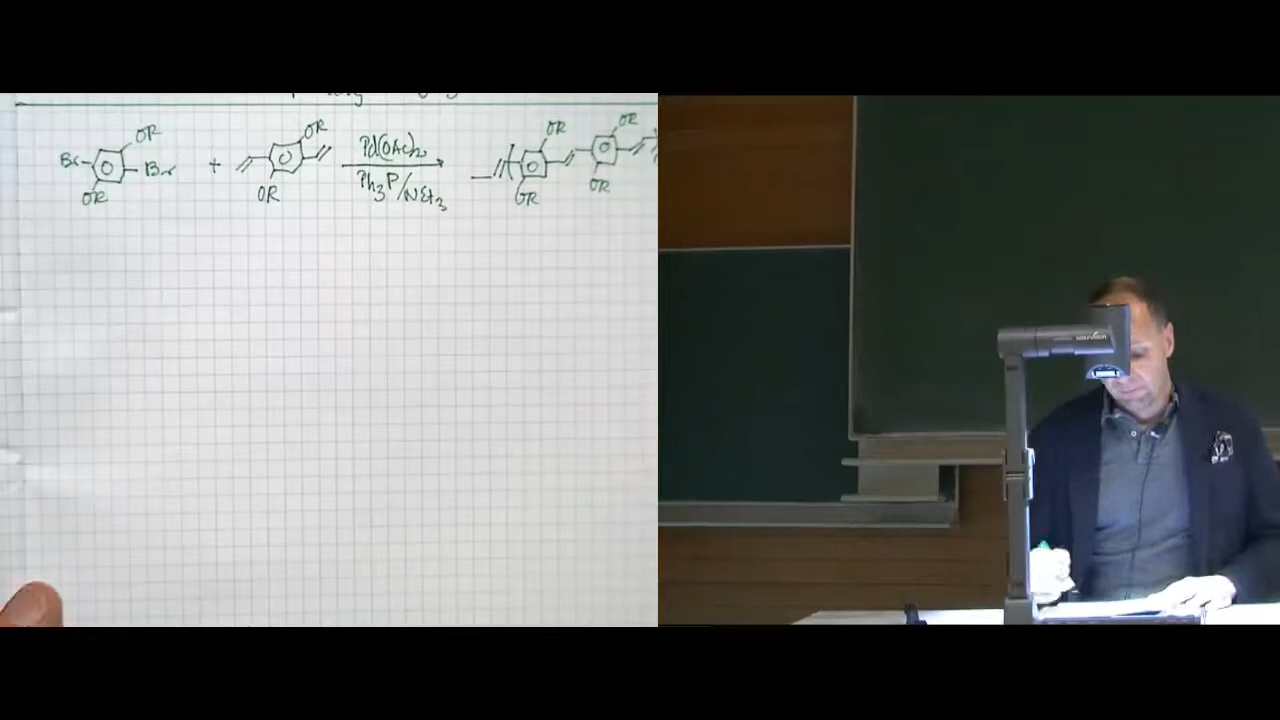 OR OR Pd(OAc)2 OR OR
Br Br + Ph3P/NEt3
OR OR OR OR